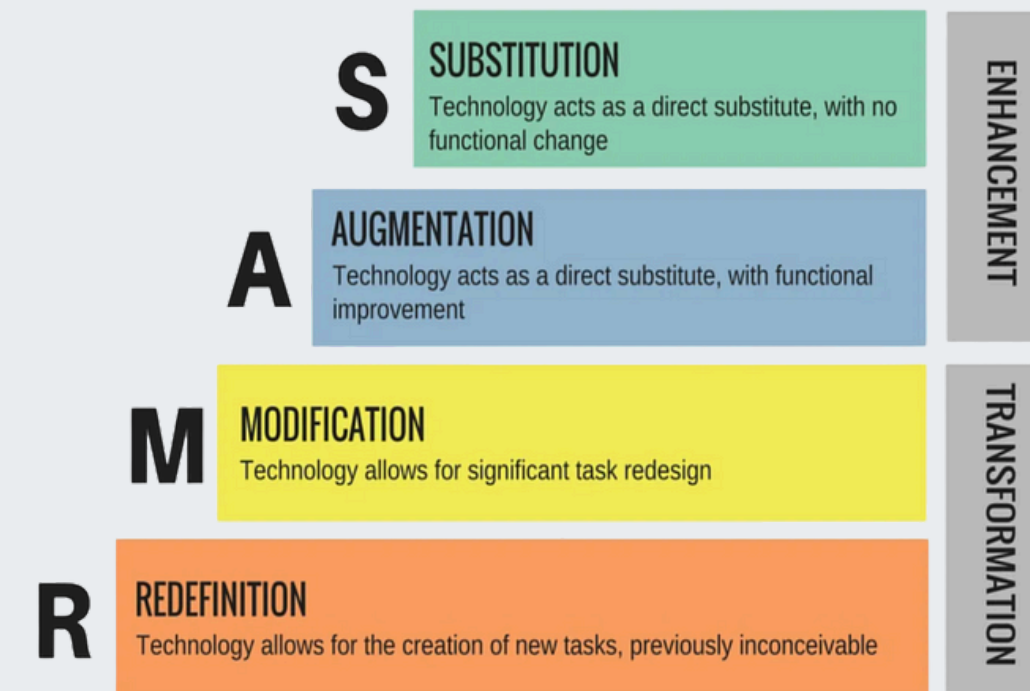 S
SUBSTITUTION
Technology acts as a direct substitute, with no
functional change
ENHANCEMENT
A
AUGMENTATION
Technology acts as a direct substitute, with functional
improvement
M
MODIFICATION
Technology allows for significant task redesign
TRANSFORMATION
R
REDEFINITION
Technology allows for the creation of new tasks, previously inconceivable